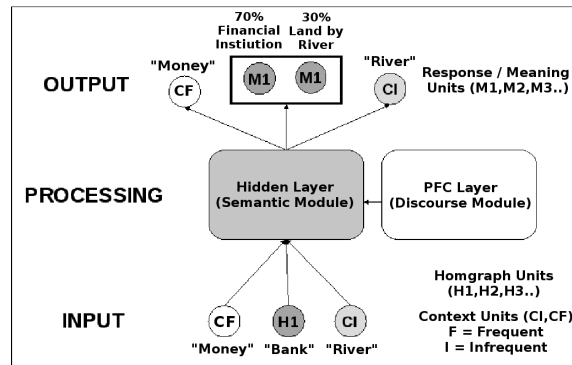 70%
Financial
Instiution
30%
Land by
River
"Money"
"River"
OUTPUT
CF
M1
M1
CI
Response / Meaning
Units (M1,M2,M3..)
PROCESSING
Hidden Layer
(Semantic Module)
PFC Layer
(Discourse Module)
INPUT
CF
H1
CI
"Money"
"Bank"
"River"
Homgraph Units
(H1,H2,H3..)
Context Units (CI,CF)
F = Frequent
I = Infrequent